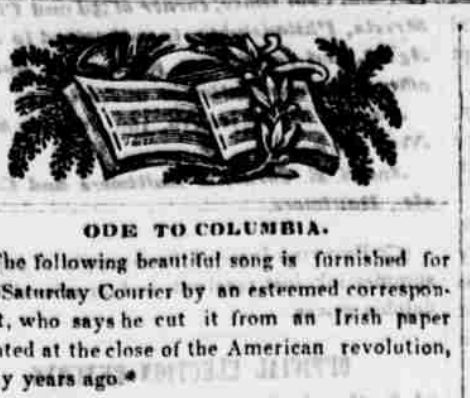 ODE TO COLUMBIA.
he following beautiful song is furnished for
Saturday Courier by an esteemed correspon-
t, who says he cut it from an Irish paper
nted at the close of the American revolution,
y years ago.*